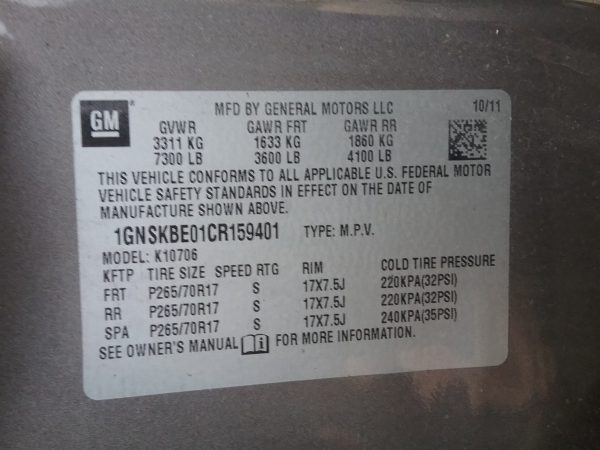 GM ® MFD BY GENERAL MOTORS LLC 10/11
GVWR GAWR FRT GAWR RR
3311 KG 1633 KG 1860 KG
7300 LB 3600 LB 4100 LB
THIS VEHICLE CONFORMS TO ALL APPLICABLE U.S. FEDERAL MOTOR
VEHICLE SAFETY STANDARDS IN EFFECT ON THE DATE OF
MANUFACTURE SHOWN ABOVE.
1GNSKBE01CR159401 TYPE: M.P.V.
MODEL: K10706
KFTP TIRE SIZE SPEED RTG RIM COLD TIRE PRESSURE
FRT P265/70R17 S 17X7.5J 220KPA(32PSI)
RR P265/70R17 S 17X7.5J 220KPA(32PSI)
SPA P265/70R17 S 17X7.5J 240KPA(35PSI)
SEE OWNER'S MANUAL i FOR MORE INFORMATION.